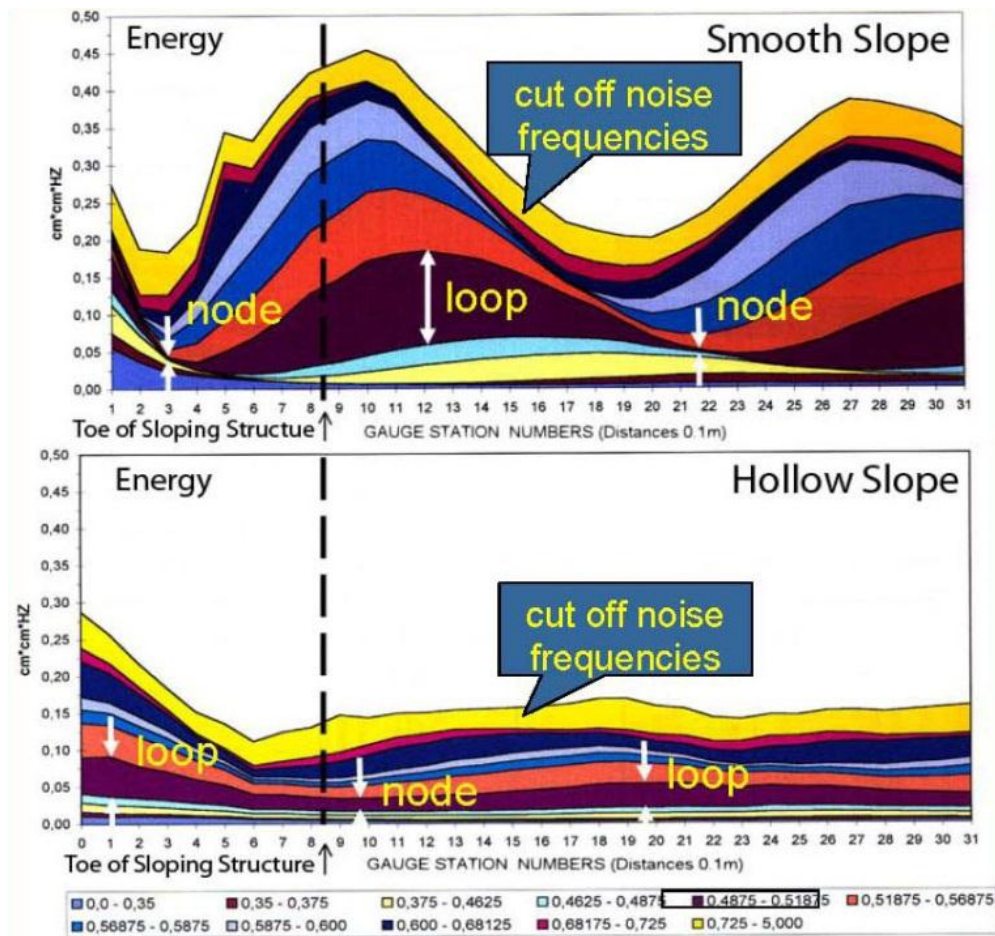 Energy
Smooth Slope
cut off noise
frequencies
cm*cm*HZ
0,50
0,45
0,40
0,35
0,30
0,25
0,20
0,15
0,10
0,05
0,00
node
loop
node
1 2 3 4 5 6 7 8 9 10 11 12 13 14 15 16 17 18 19 20 21 22 23 24 25 26 27 28 29 30 31
Toe of Sloping Structue ↑ GAUGE STATION NUMBERS (Distances 0.1m)
Energy
Hollow Slope
cut off noise
frequencies
cm*cm*HZ
0,50
0,45
0,40
0,35
0,30
0,25
0,20
0,15
0,10
0,05
0,00
loop
node
loop
0 1 2 3 4 5 6 7 8 9 10 11 12 13 14 15 16 17 18 19 20 21 22 23 24 25 26 27 28 29 30 31
Toe of Sloping Structure ↑ GAUGE STATION NUMBERS (Distances 0.1m)
0,0 - 0,35 0,35 - 0,375 0,375 - 0,4625 0,4625 - 0,4875 0,4875 - 0,51875 0,51875 - 0,56875
0,56875 - 0,5875 0,5875 - 0,600 0,600 - 0,68125 0,68175 - 0,725 0,725 - 5,000